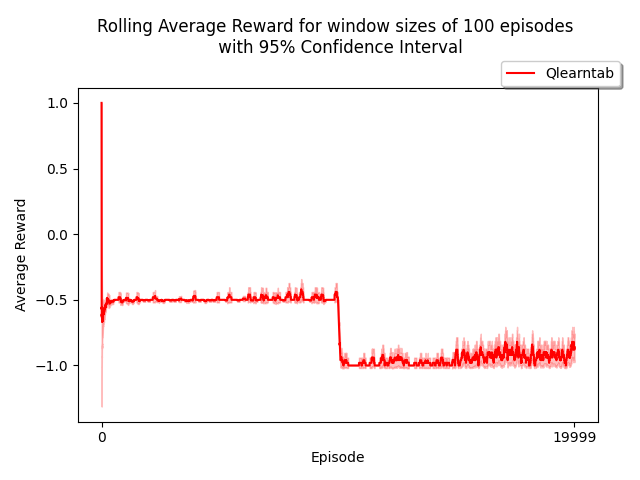 Rolling Average Reward for window sizes of 100 episodes
with 95% Confidence Interval
Qlearntab
1.0
0.5
0.0
−0.5
−1.0
Average Reward
0
19999
Episode